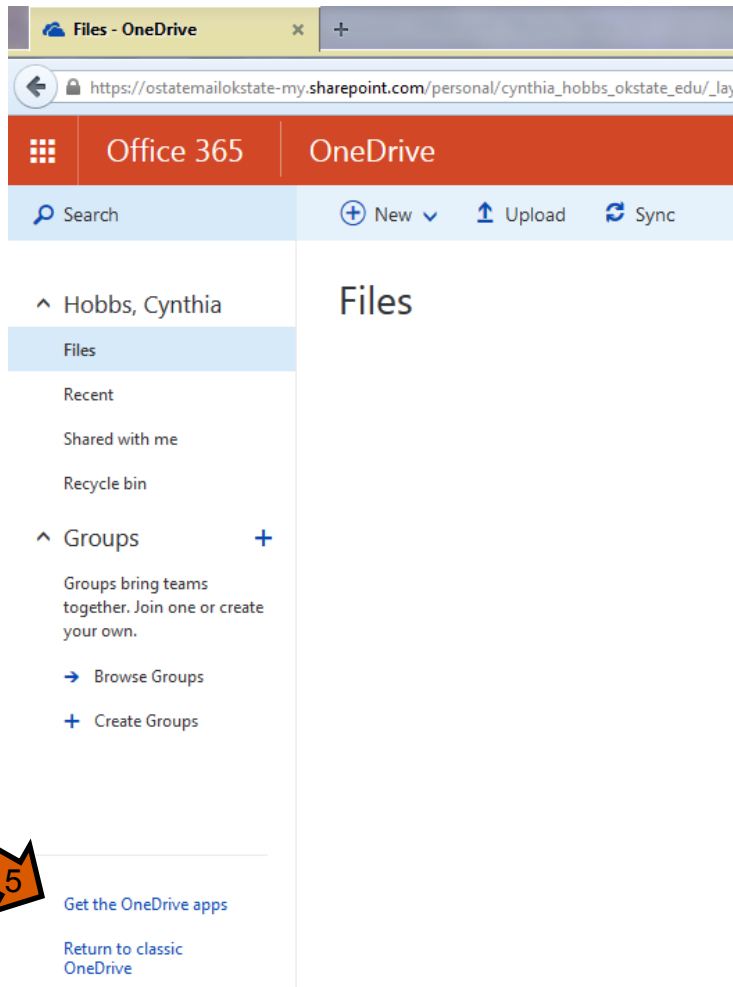 Files - OneDrive
https://ostatemailokstate-my.sharepoint.com/personal/cynthia_hobbs_okstate_edu/_lay
Office 365 OneDrive
Search New Upload Sync
Hobbs, Cynthia
Files
Files
Recent
Shared with me
Recycle bin
Groups
Groups bring teams
together. Join one or create
your own.
Browse Groups
Create Groups
5
Get the OneDrive apps
Return to classic
OneDrive